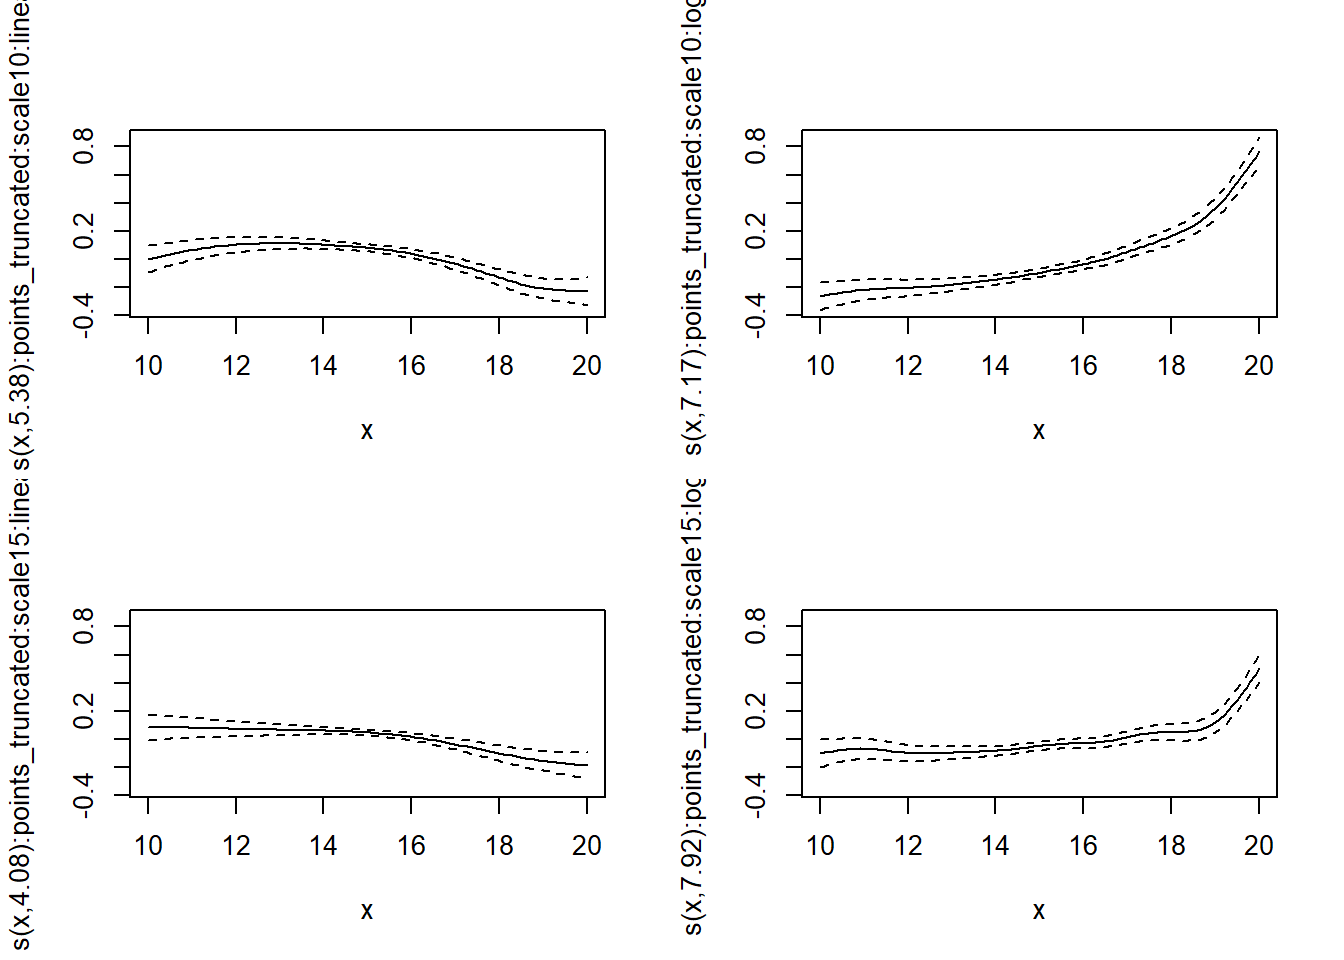 s(x,5.38):points_truncated:scale10:line
0.8
0.2
-0.4
10 12 14 16 18 20
x
s(x,7.17):points_truncated:scale10:log
0.8
0.2
-0.4
10 12 14 16 18 20
x
s(x,4.08):points_truncated:scale15:line
0.8
0.2
-0.4
10 12 14 16 18 20
x
s(x,7.92):points_truncated:scale15:log
0.8
0.2
-0.4
10 12 14 16 18 20
x